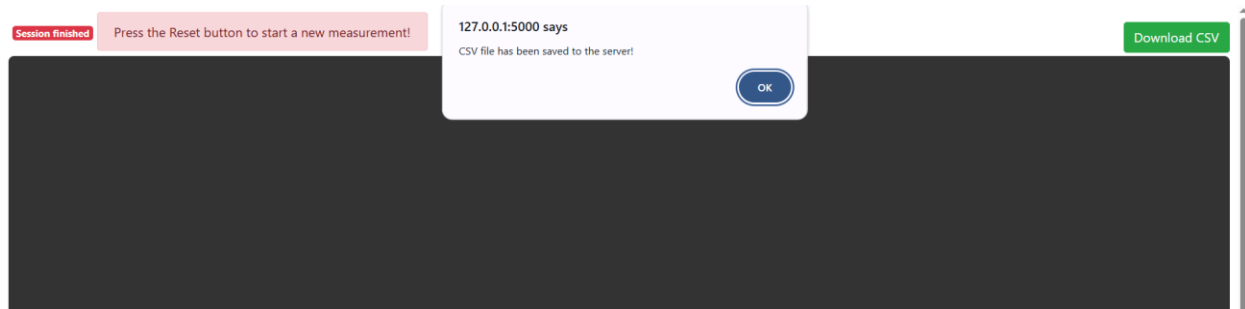 Session finished
Press the Reset button to start a new measurement!
127.0.0.1:5000 says
CSV file has been saved to the server!
OK
Download CSV